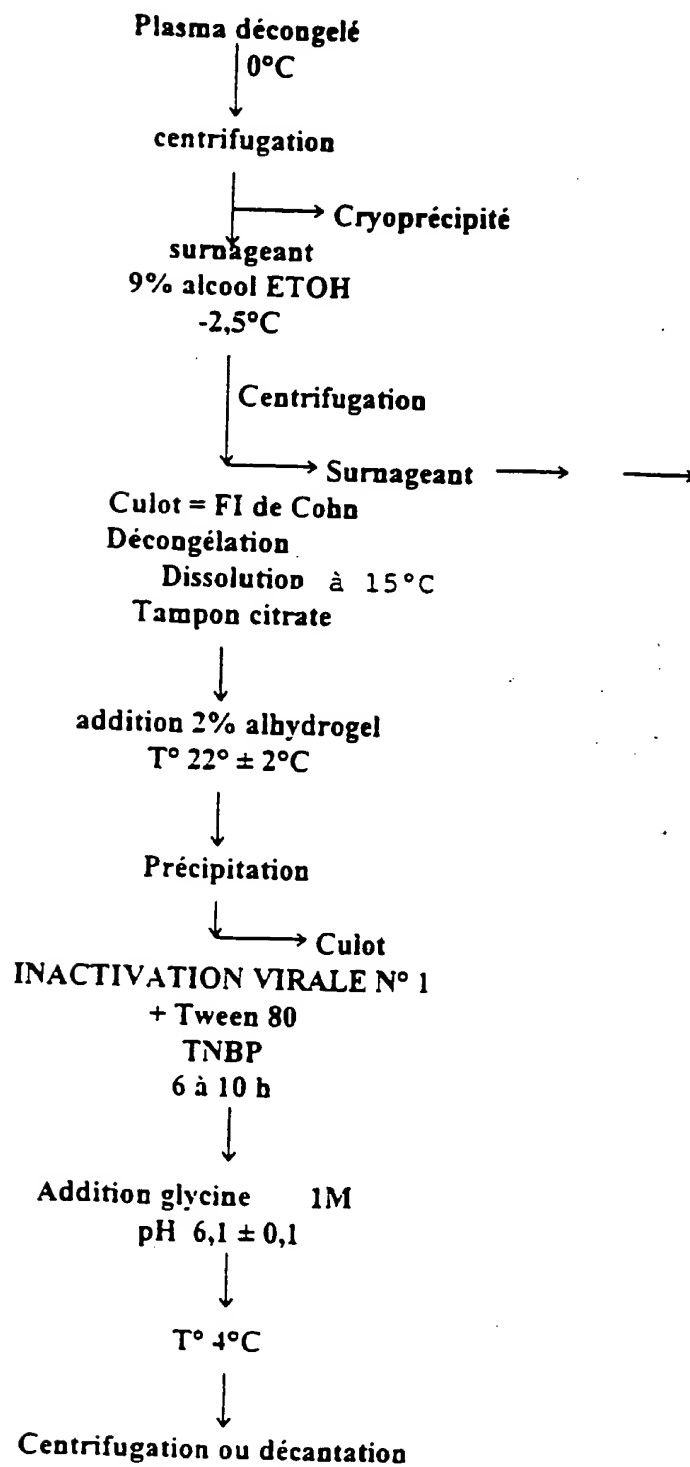 Plasma décongelé
0°C
centrifugation
Cryoprécipité
surnageant
9% alcool ETOH
-2,5°C
Centrifugation
Surnageant
Culot = FI de Cohn
Décongélation
Dissolution à 15°C
Tampon citrate
addition 2% alhydrogel
T° 22° ± 2°C
Précipitation
Culot
INACTIVATION VIRALE N° 1
+ Tween 80
TNBP
6 à 10 h
Addition glycine 1M
pH 6,1 ± 0,1
T° 4°C
Centrifugation ou décantation